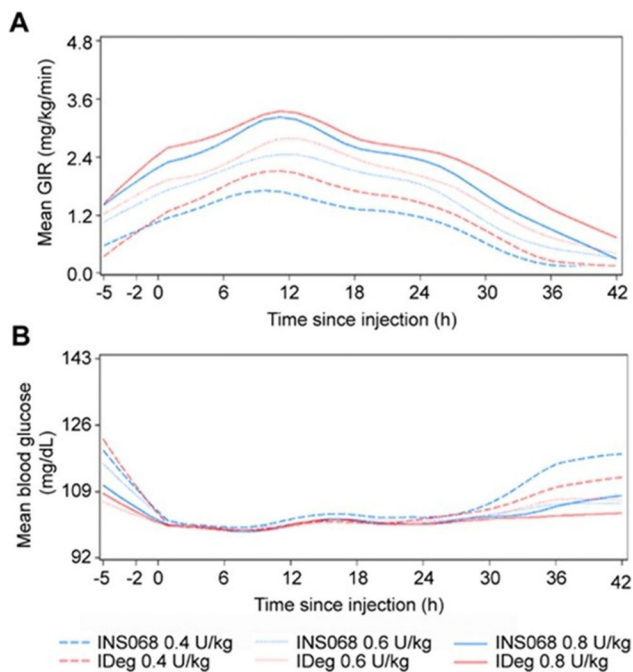 A
4.8
3.6
2.4
1.2
0.0
Mean GIR (mg/kg/min)
-5 -2 0 6 12 18 24 30 36 42
Time since injection (h)
B
143
126
109
92
Mean blood glucose
(mg/dL)
-5 -2 0 6 12 18 24 30 36 42
Time since injection (h)
INS068 0.4 U/kg INS068 0.6 U/kg INS068 0.8 U/kg
IDeg 0.4 U/kg IDeg 0.6 U/kg IDeg 0.8 U/kg